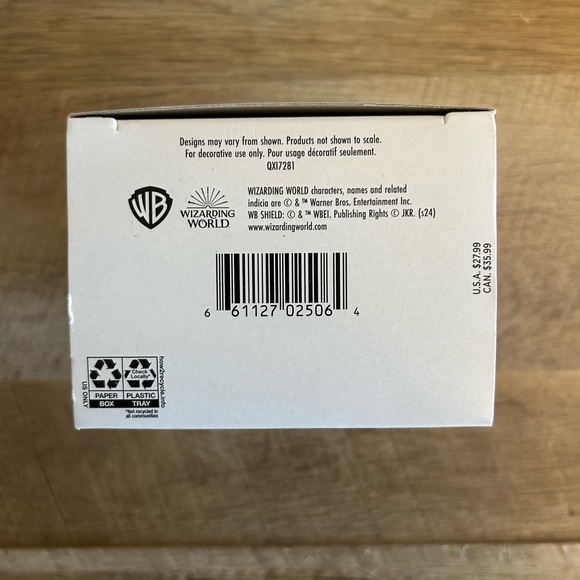 Designs may vary from shown. Products not shown to scale.
For decorative use only. Pour usage décoratif seulement.
QXI7281
WB
WIZARDING
WORLD
WIZARDING WORLD characters, names and related
indicia are © & ™ Warner Bros. Entertainment Inc.
WB SHIELD: © & ™ WBEI. Publishing Rights © JKR. (s24)
www.wizardingworld.com
U.S.A. $27.99
CAN. $35.99
6 61127 02506 4
Check
Locally*
PAPER
BOX
PLASTIC
TRAY
*Not recycled in
all communities
US ONLY
how2recycle.info